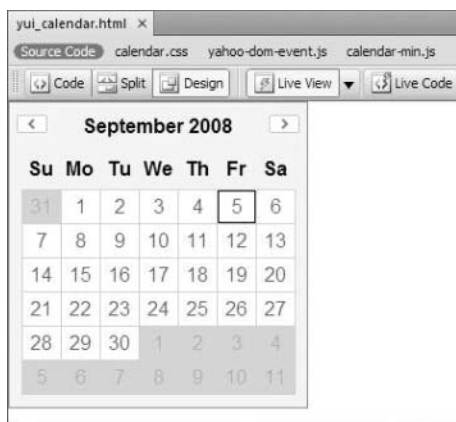 yui_calendar.html ×
Source Code calendar.css yahoo-dom-event.js calendar-min.js
Code Split Design Live View Live Code
< September 2008 >
Su Mo Tu We Th Fr Sa
31 1 2 3 4 5 6
7 8 9 10 11 12 13
14 15 16 17 18 19 20
21 22 23 24 25 26 27
28 29 30 1 2 3 4
5 6 7 8 9 10 11